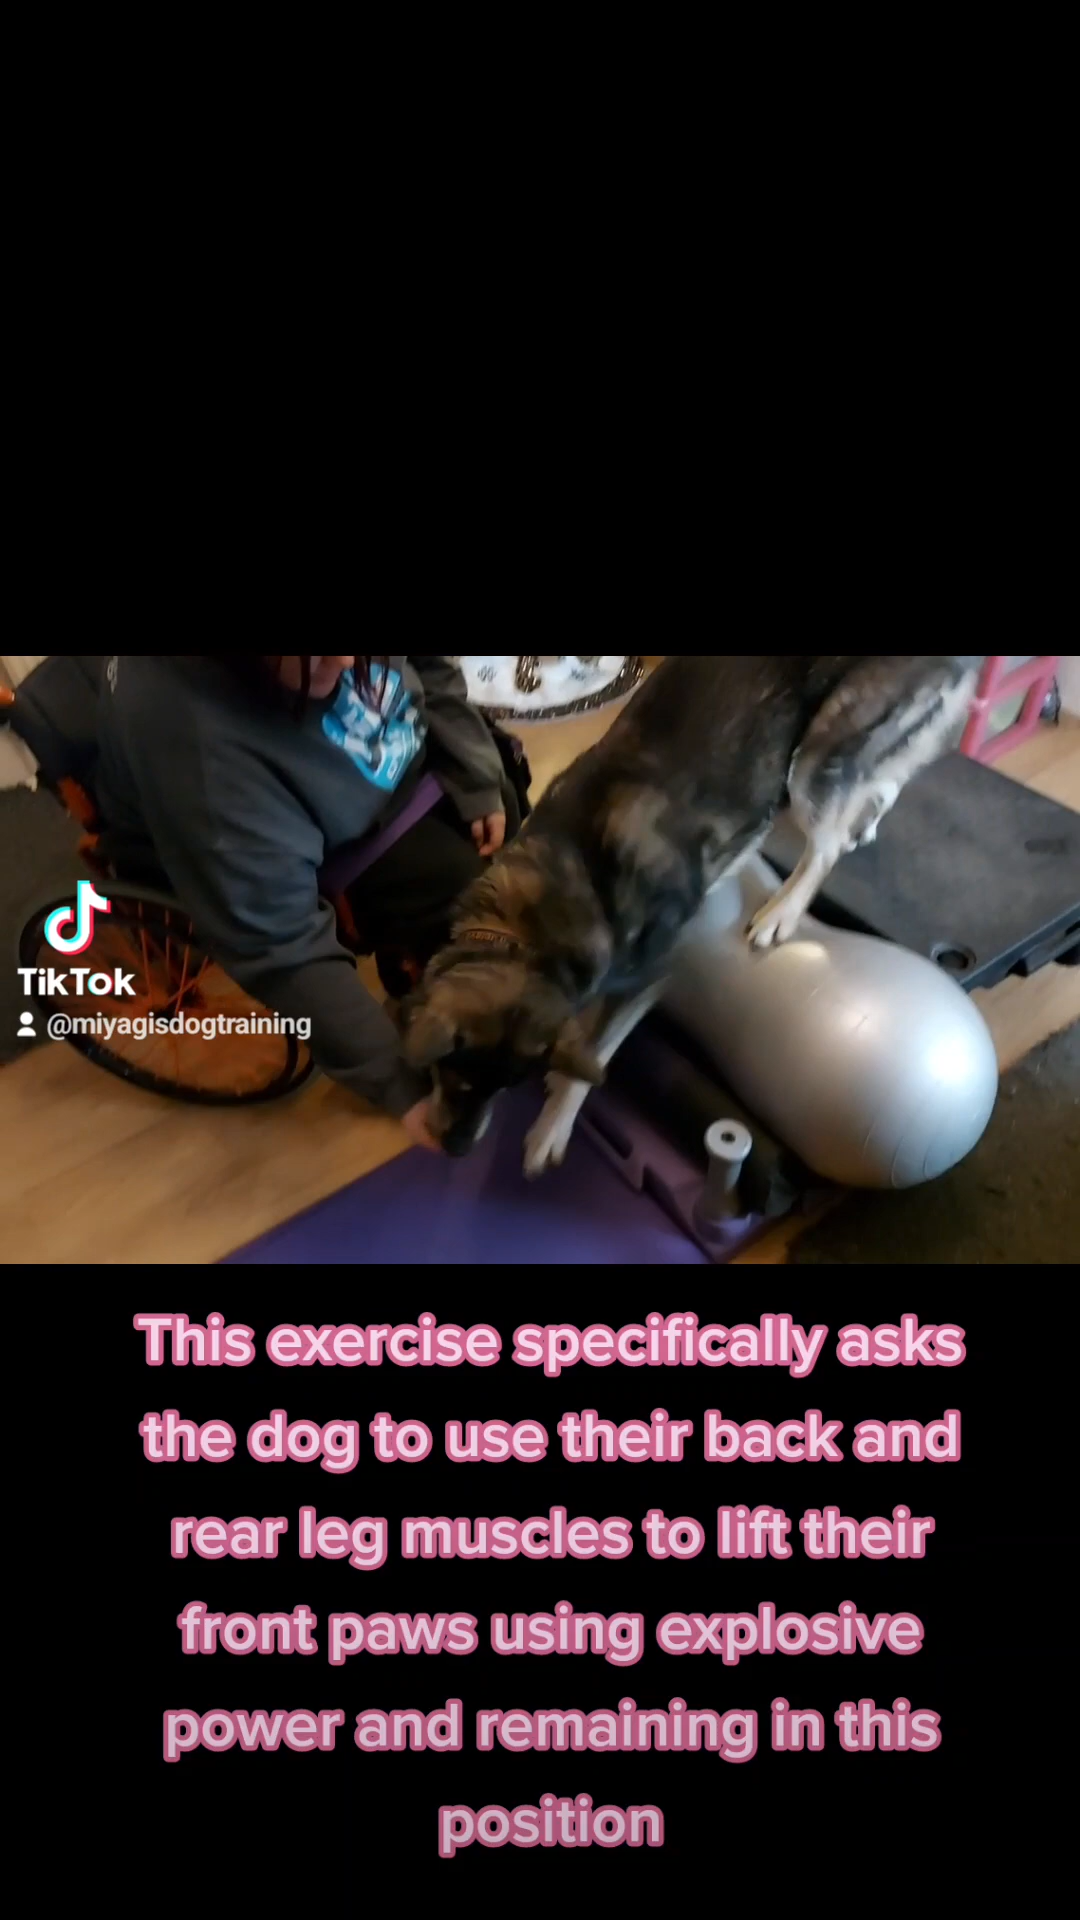 TikTok
@miyagisdogtraining
This exercise specifically asks
the dog to use their back and
rear leg muscles to lift their
front paws using explosive
power and remaining in this
position